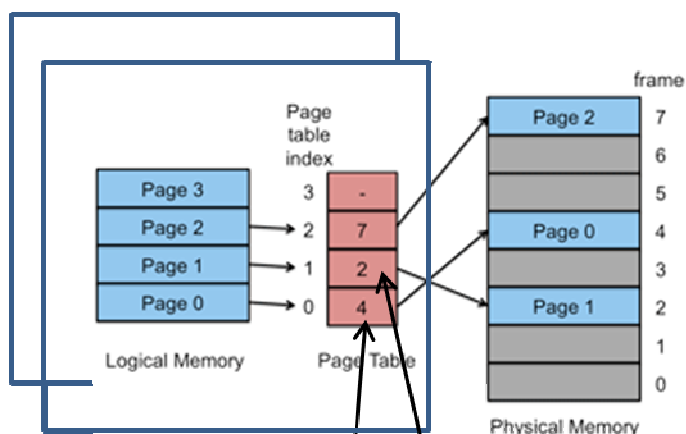 frame
Page
table
index
Page 3
Page 2
Page 1
Page 0
3
2
1
0
-
7
2
4
Page 2
Page 0
Page 1
7
6
5
4
3
2
1
0
Logical Memory
Page Table
Physical Memory